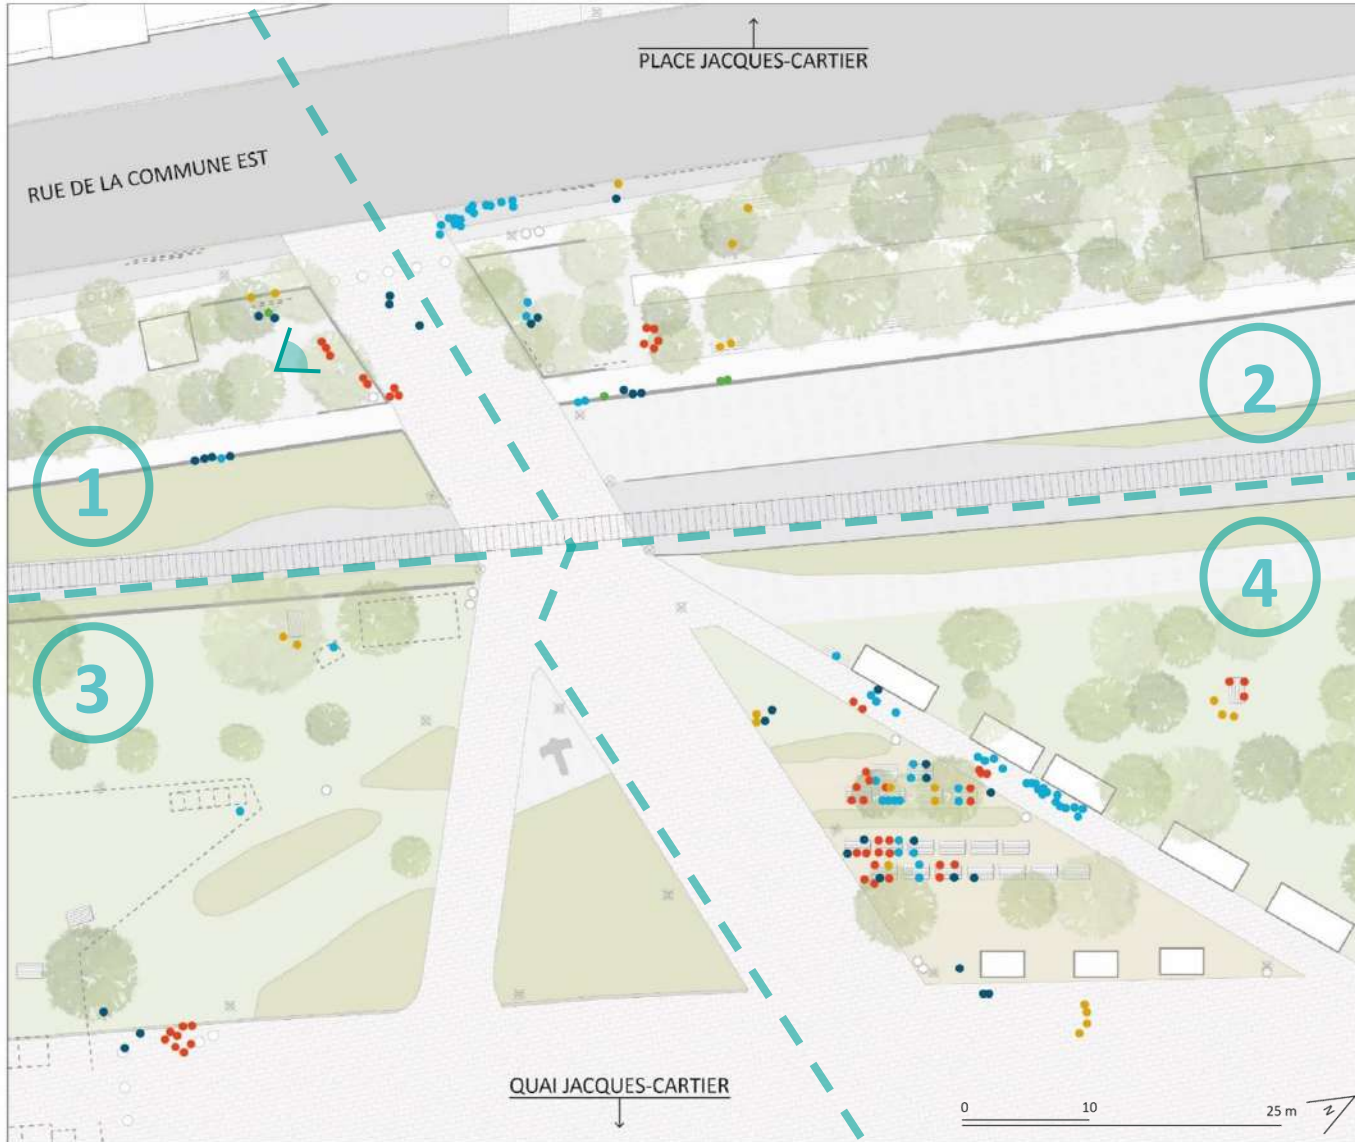 PLACE JACQUES-CARTIER
RUE DE LA COMMUNE EST
2
1
4
3
QUAI JACQUES-CARTIER
0 10 25 m
N